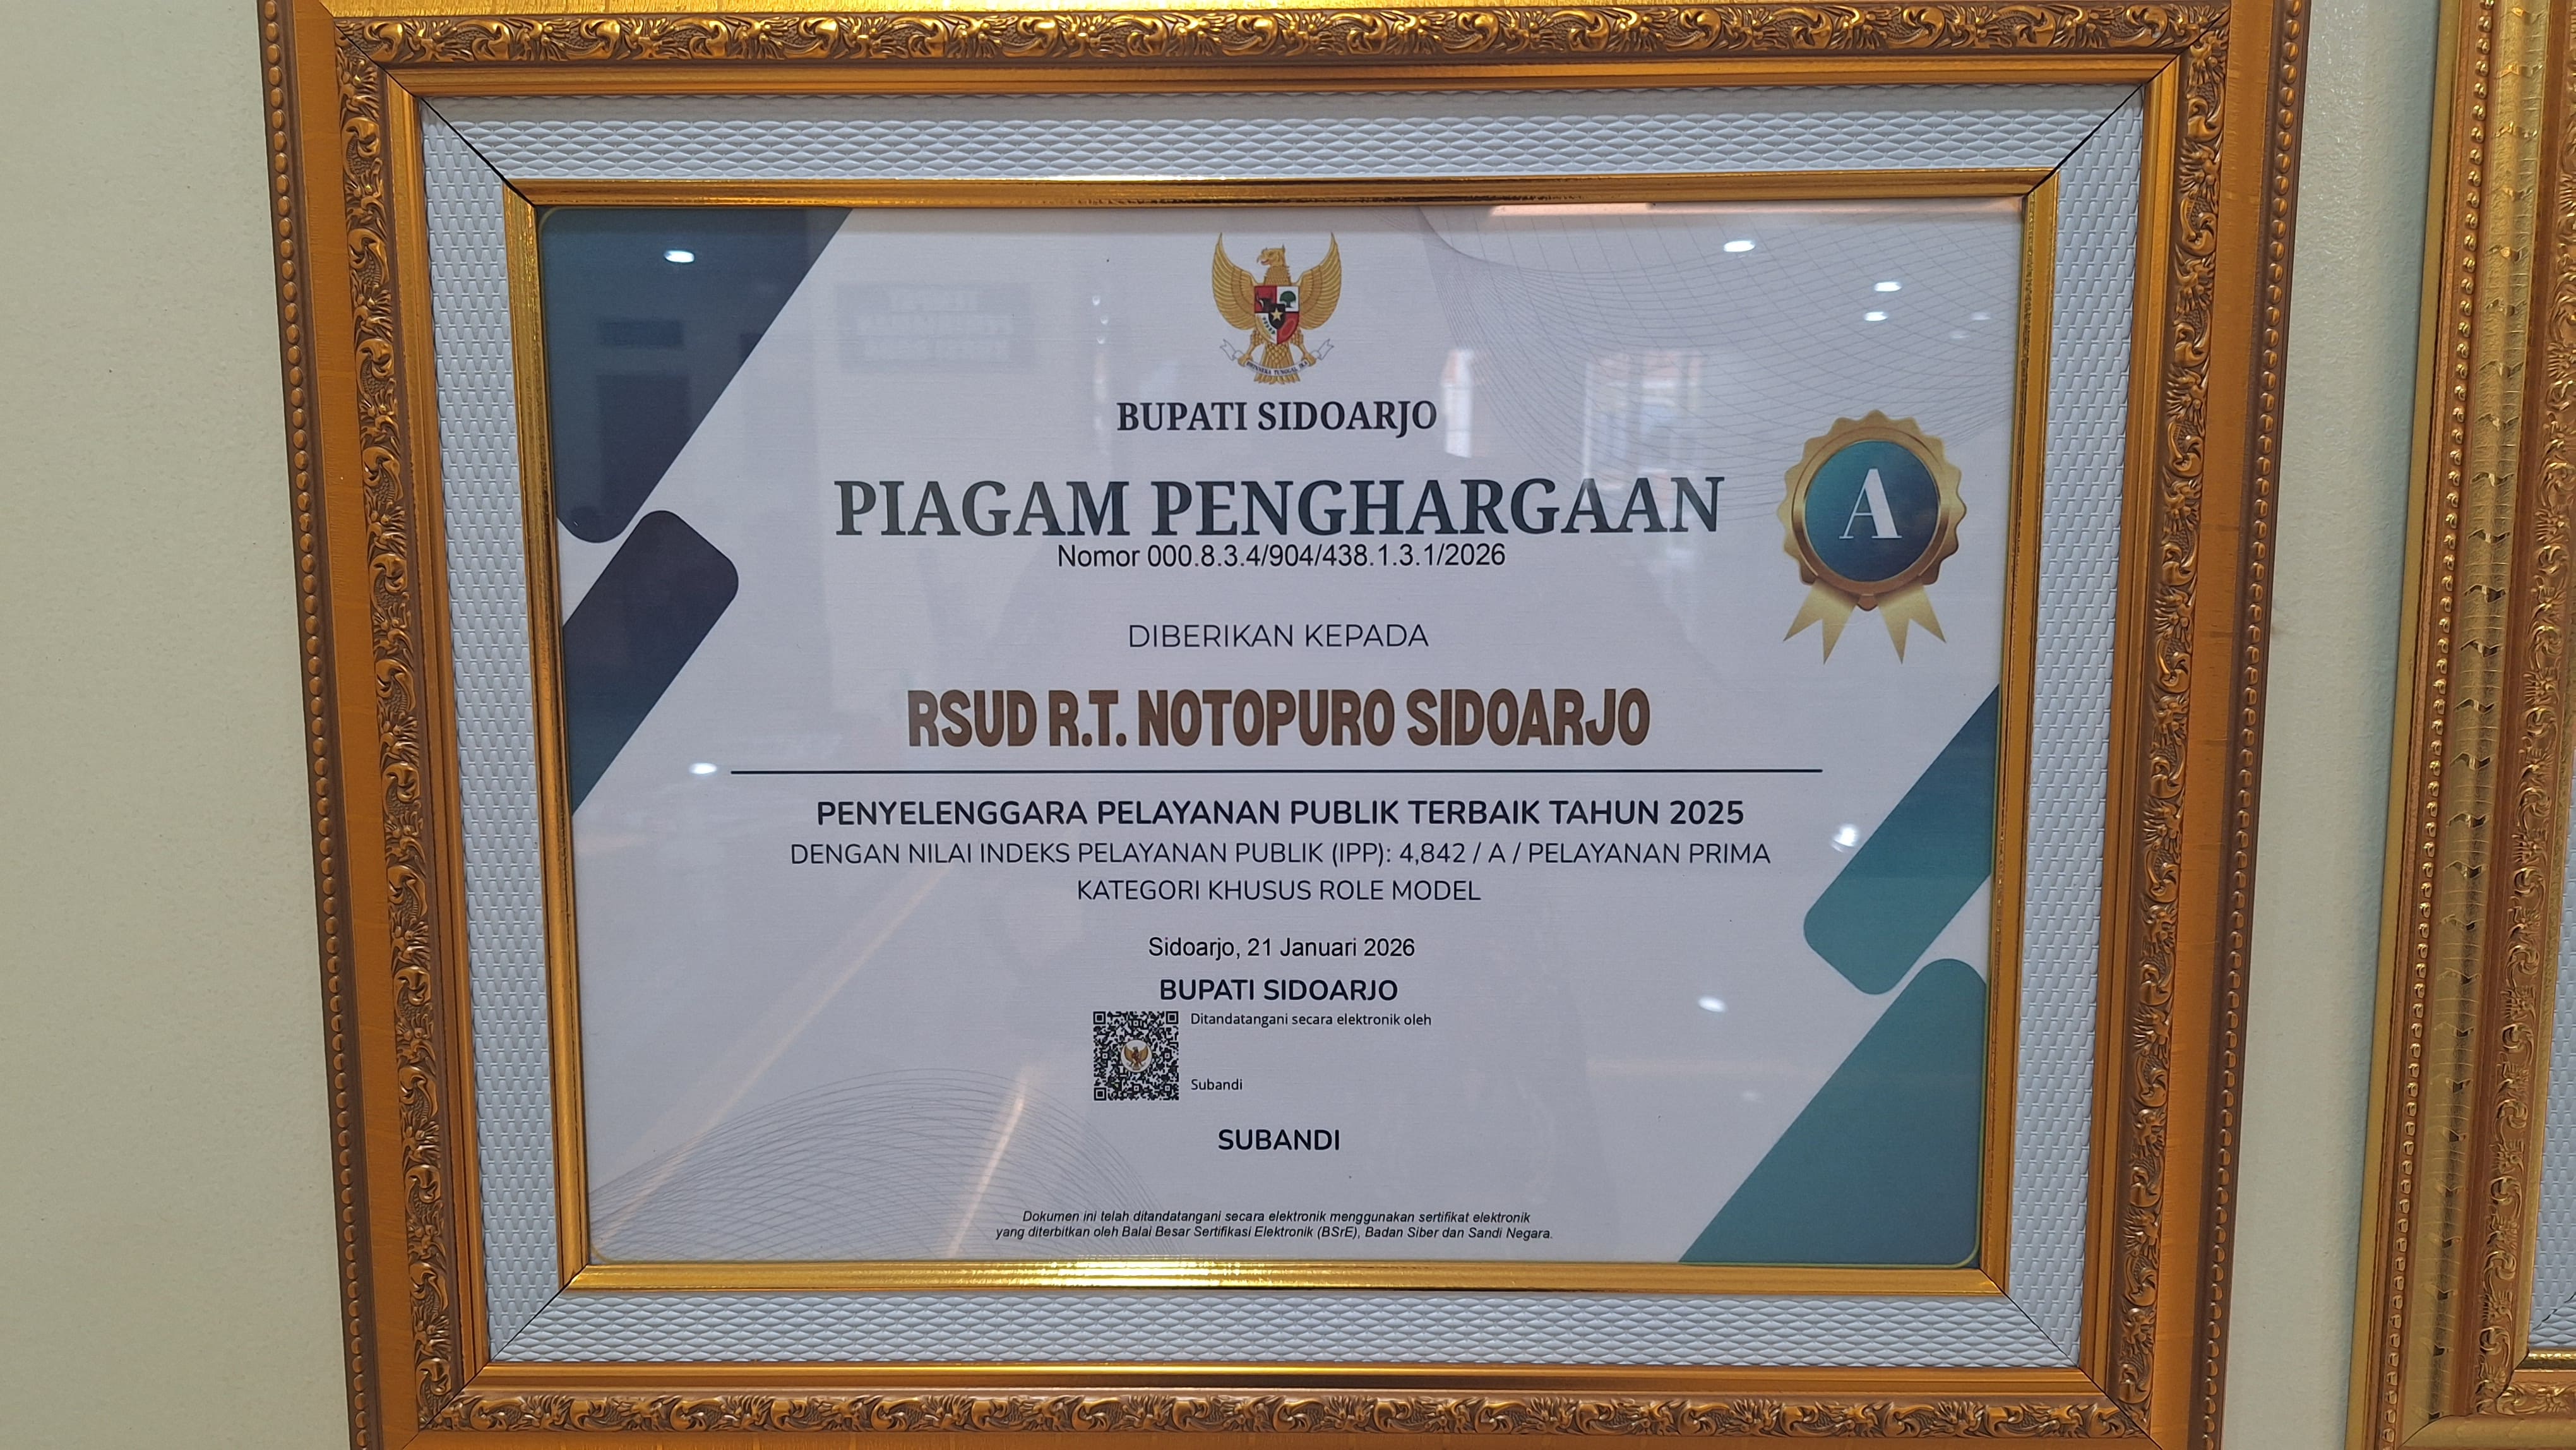 BUPATI SIDOARJO
PIAGAM PENGHARGAAN
A
Nomor 000.8.3.4/904/438.1.3.1/2026
DIBERIKAN KEPADA
RSUD R.T. NOTOPURO SIDOARJO
PENYELENGGARA PELAYANAN PUBLIK TERBAIK TAHUN 2025
DENGAN NILAI INDEKS PELAYANAN PUBLIK (IPP): 4,842 / A / PELAYANAN PRIMA
KATEGORI KHUSUS ROLE MODEL
Sidoarjo, 21 Januari 2026
BUPATI SIDOARJO
Ditandatangani secara elektronik oleh
Subandi
SUBANDI
Dokumen ini telah ditandatangani secara elektronik menggunakan sertifikat elektronik
yang diterbitkan oleh Balai Besar Sertifikasi Elektronik (BSrE), Badan Siber dan Sandi Negara.